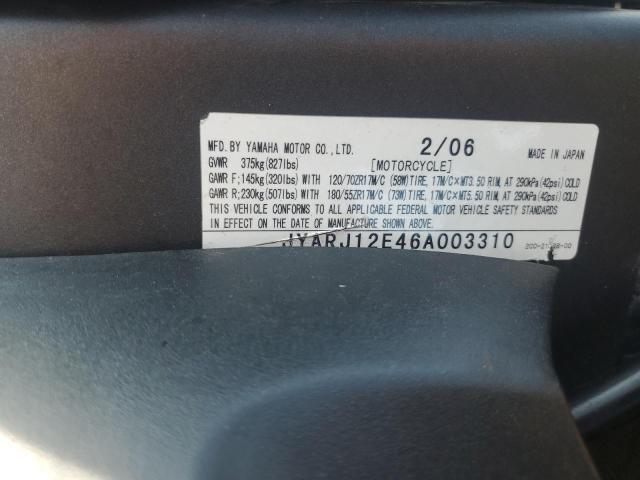 MFD. BY YAMAHA MOTOR CO., LTD. 2/06 MADE IN JAPAN
GVWR 375kg(827lbs) [MOTORCYCLE]
GAWR F;145kg(320lbs) WITH 120/70ZR17M/C (58W)TIRE, 17M/C×MT3.50 RIM, AT 290kPa(42psi)COLD
GAWR R;230kg(507lbs) WITH 180/55ZR17M/C (73W)TIRE, 17M/C×MT5.50 RIM, AT 290kPa(42psi)COLD
THIS VEHICLE CONFORMS TO ALL APPLICABLE FEDERAL MOTOR VEHICLE SAFETY STANDARDS
IN EFFECT ON THE DATE OF MANUFACTURE SHOWN ABOVE.
JYARJ12E46A003310